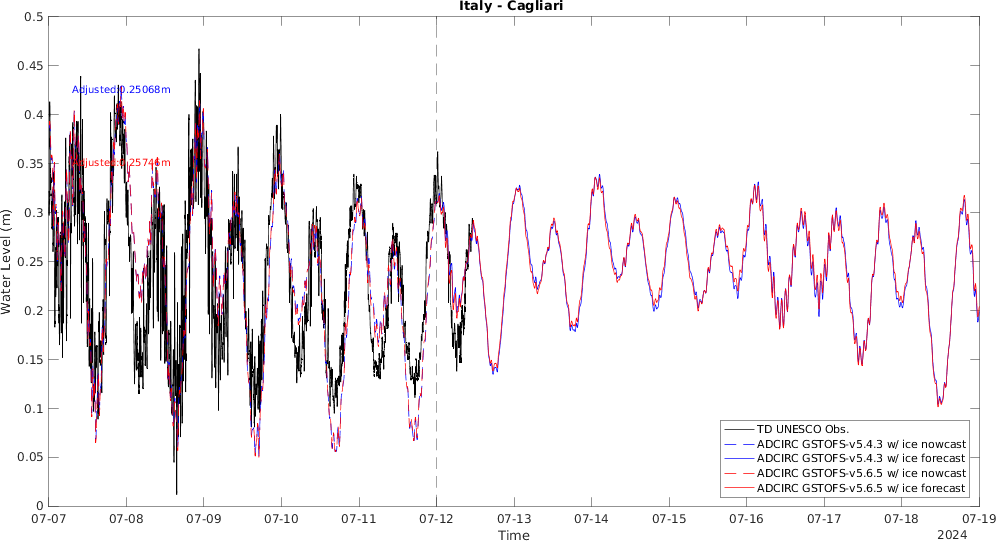 Italy - Cagliari
0.5
0.45
0.4
0.35
0.3
0.25
0.2
0.15
0.1
0.05
0
Water Level (m)
Adjusted:0.25068m
Adjusted:0.25746m
TD UNESCO Obs.
ADCIRC GSTOFS-v5.4.3 w/ ice nowcast
ADCIRC GSTOFS-v5.4.3 w/ ice forecast
ADCIRC GSTOFS-v5.6.5 w/ ice nowcast
ADCIRC GSTOFS-v5.6.5 w/ ice forecast
07-07 07-08 07-09 07-10 07-11 07-12 07-13 07-14 07-15 07-16 07-17 07-18 07-19
Time
2024